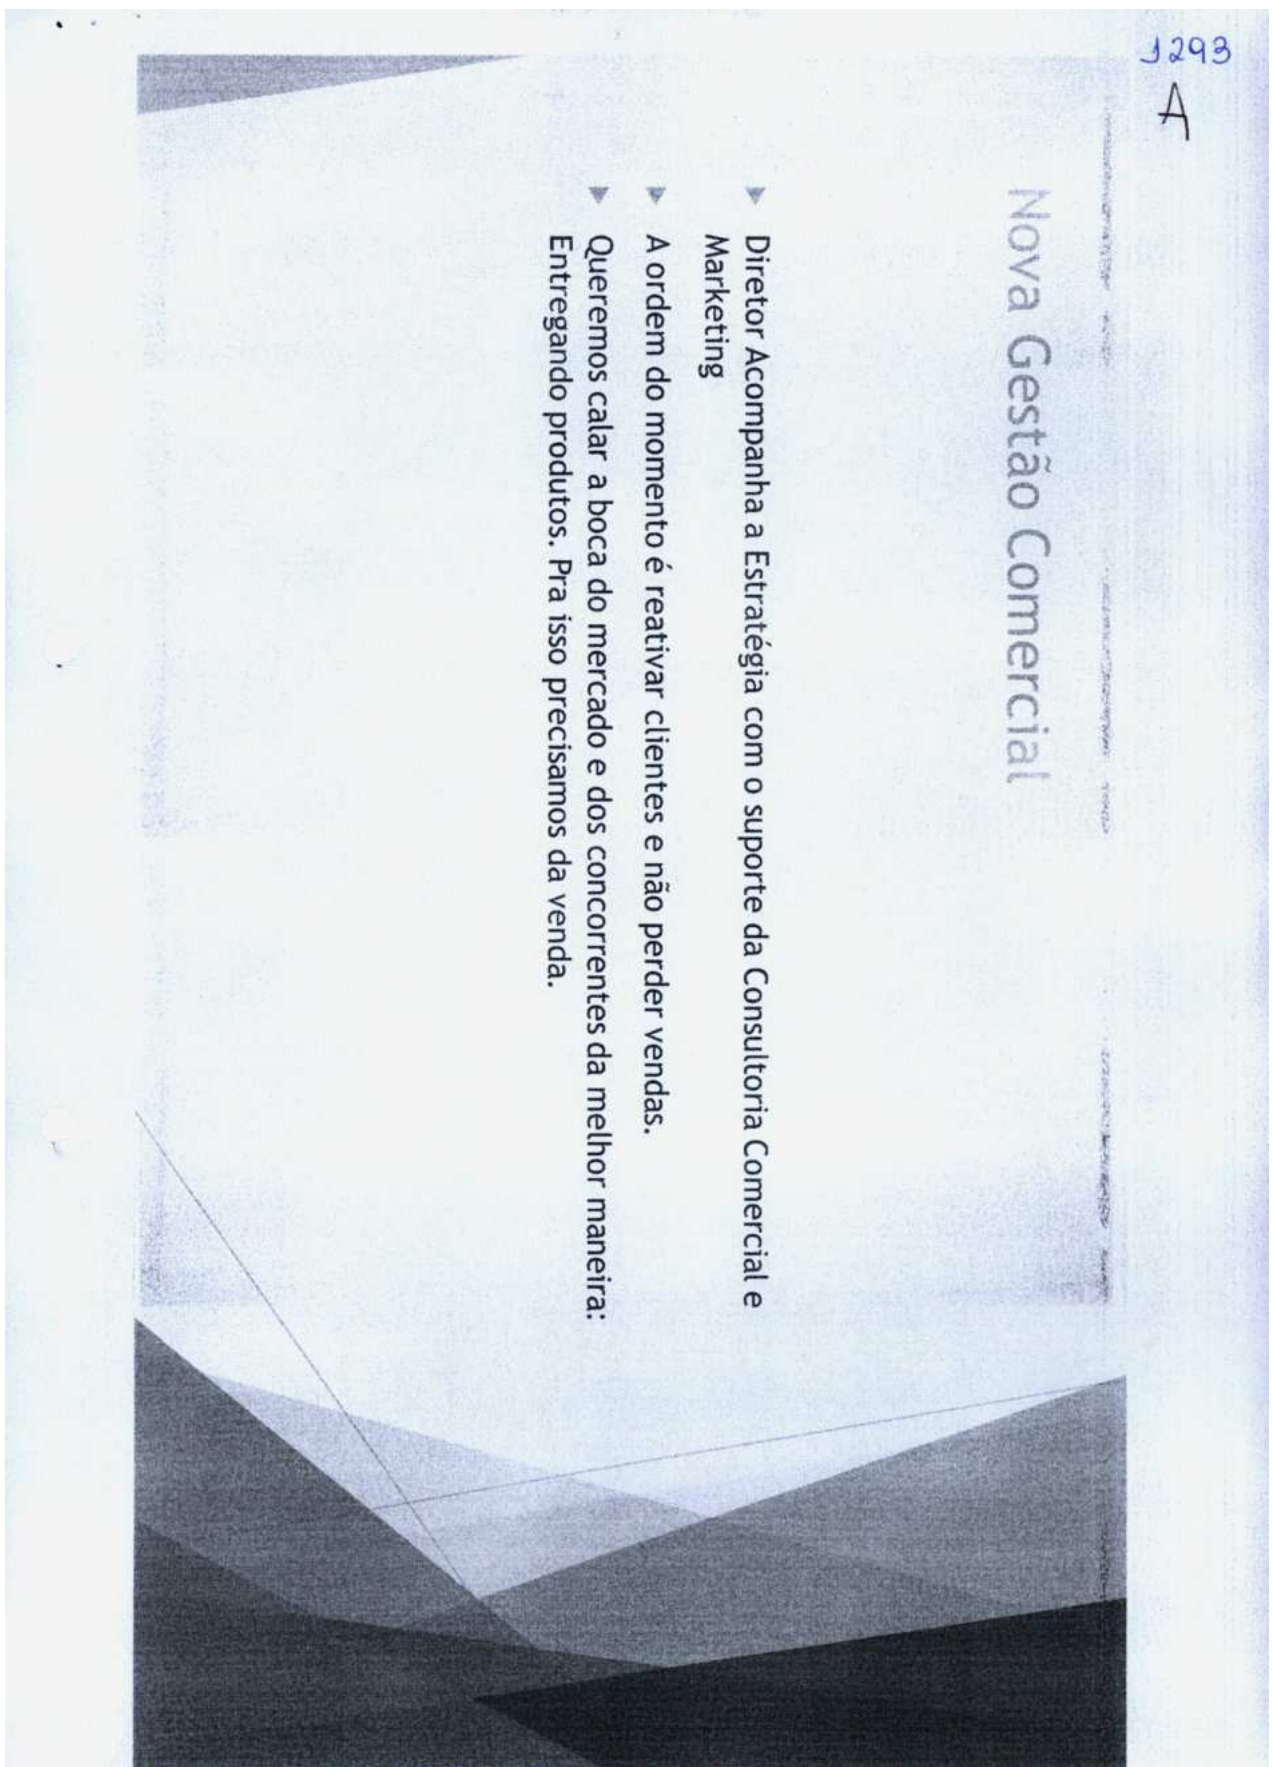 1293
Nova Gestão Comercial
Diretor Acompanha a Estratégia com o suporte da Consultoria Comercial e
Marketing
A ordem do momento é reativar clientes e não perder vendas.
Queremos calar a boca do mercado e dos concorrentes da melhor maneira:
Entregando produtos. Pra isso precisamos da venda.